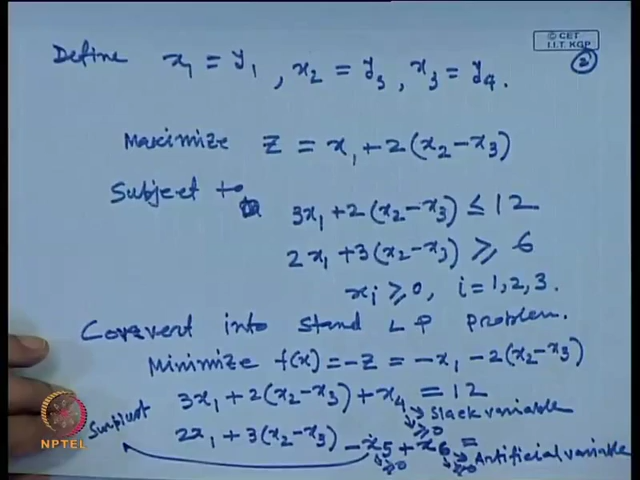 © CET
I.I.T. KGP
2
Define x₁ = y₁, x₂ = y₃, x₃ = y₄.
Maximize Z = x₁ + 2(x₂ − x₃)
Subject to
3x₁ + 2(x₂ − x₃) ≤ 12
2x₁ + 3(x₂ − x₃) ≥ 6
xᵢ ≥ 0, i = 1, 2, 3.
Convert into stand LP problem.
Minimize f(x) = −Z = −x₁ − 2(x₂ − x₃)
3x₁ + 2(x₂ − x₃) + x₄ = 12
→ Slack variable
≥0
2x₁ + 3(x₂ − x₃) − x₅ + x₆ =
≥0 ≥0 → Artificial variable
NPTEL